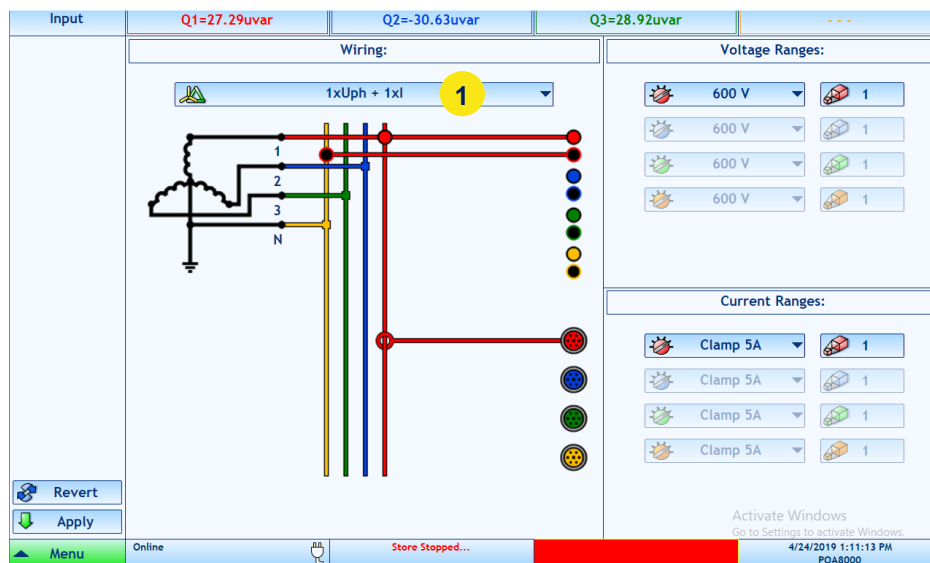 Input
Q1=27.29uvar
Q2=-30.63uvar
Q3=28.92uvar
---
Wiring:
1xUph + 1xI
1
1
2
3
N
Voltage Ranges:
600 V 1
600 V 1
600 V 1
600 V 1
Current Ranges:
Clamp 5A 1
Clamp 5A 1
Clamp 5A 1
Clamp 5A 1
Revert
Apply
Activate Windows
Go to Settings to activate Windows.
Menu
Online
Store Stopped...
4/24/2019 1:11:13 PM
PQA8000